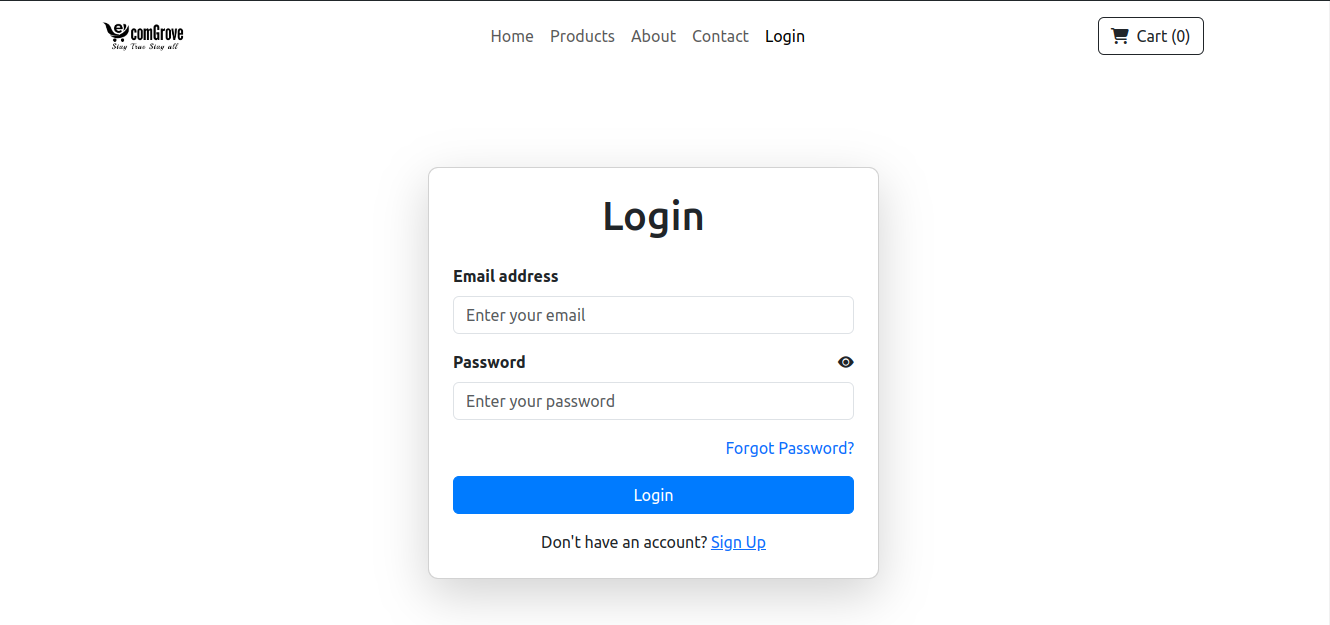 ecomGrove
Stay True Stay all
Home Products About Contact Login
Cart (0)
Login
Email address
Enter your email
Password
Enter your password
Forgot Password?
Login
Don't have an account? Sign Up